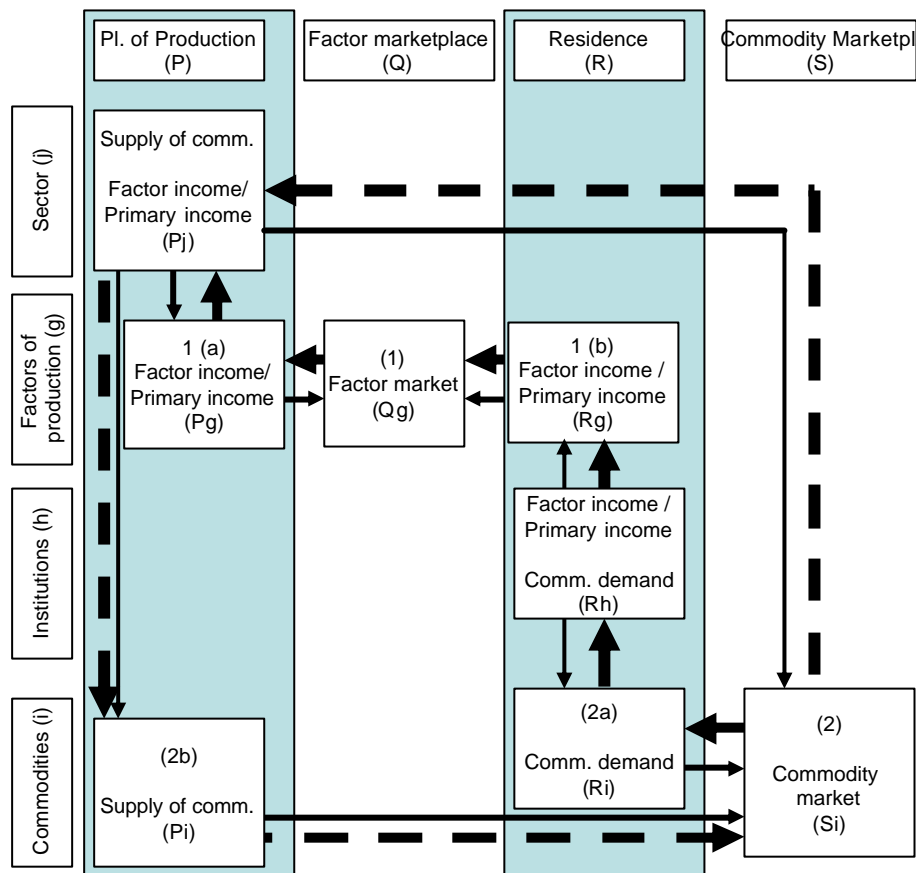 Pl. of Production
(P)
Factor marketplace
(Q)
Residence
(R)
Commodity Marketpl
(S)
Sector (j)
Supply of comm.
Factor income/
Primary income
(Pj)
Factors of
production (g)
1 (a)
Factor income/
Primary income
(Pg)
(1)
Factor market
(Qg)
1 (b)
Factor income /
Primary income
(Rg)
Institutions (h)
Factor income /
Primary income
Comm. demand
(Rh)
Commodities (i)
(2b)
Supply of comm.
(Pi)
(2a)
Comm. demand
(Ri)
(2)
Commodity
market
(Si)